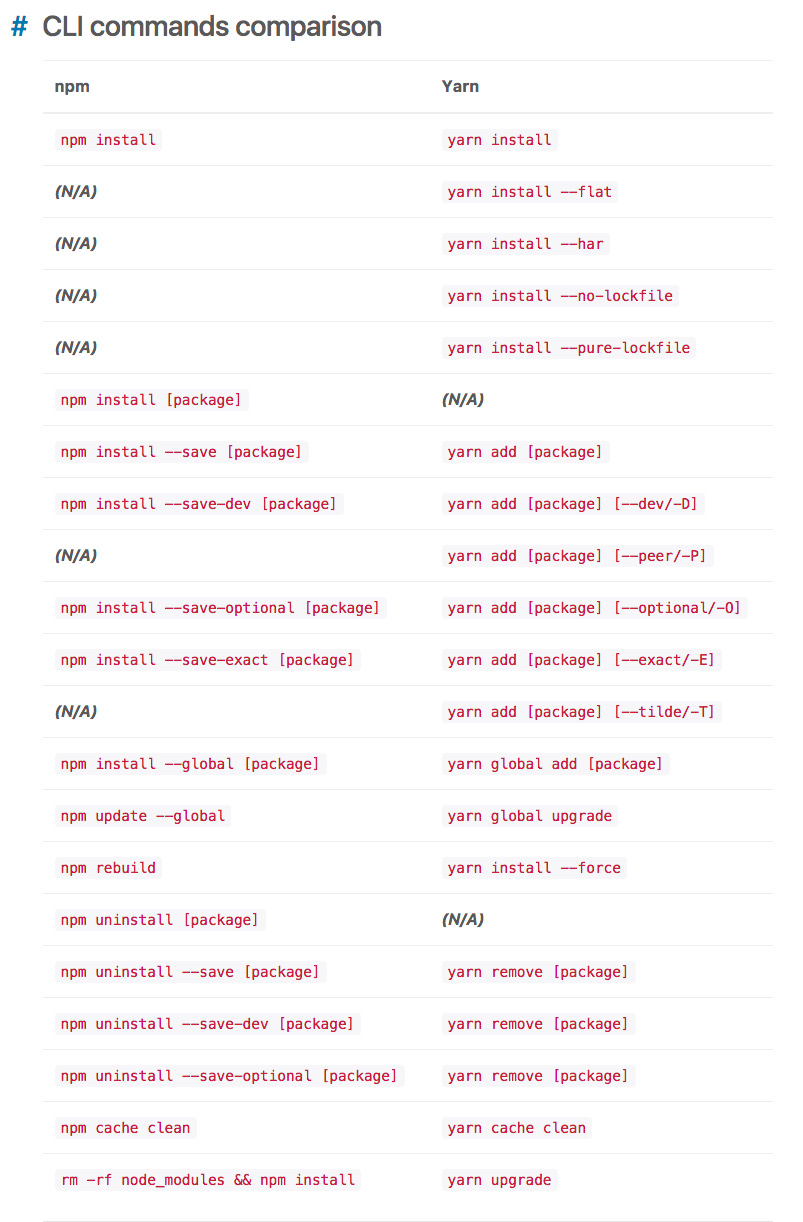 # CLI commands comparison
npm Yarn
npm install yarn install
(N/A) yarn install --flat
(N/A) yarn install --har
(N/A) yarn install --no-lockfile
(N/A) yarn install --pure-lockfile
npm install [package] (N/A)
npm install --save [package] yarn add [package]
npm install --save-dev [package] yarn add [package] [--dev/-D]
(N/A) yarn add [package] [--peer/-P]
npm install --save-optional [package] yarn add [package] [--optional/-O]
npm install --save-exact [package] yarn add [package] [--exact/-E]
(N/A) yarn add [package] [--tilde/-T]
npm install --global [package] yarn global add [package]
npm update --global yarn global upgrade
npm rebuild yarn install --force
npm uninstall [package] (N/A)
npm uninstall --save [package] yarn remove [package]
npm uninstall --save-dev [package] yarn remove [package]
npm uninstall --save-optional [package] yarn remove [package]
npm cache clean yarn cache clean
rm -rf node_modules && npm install yarn upgrade